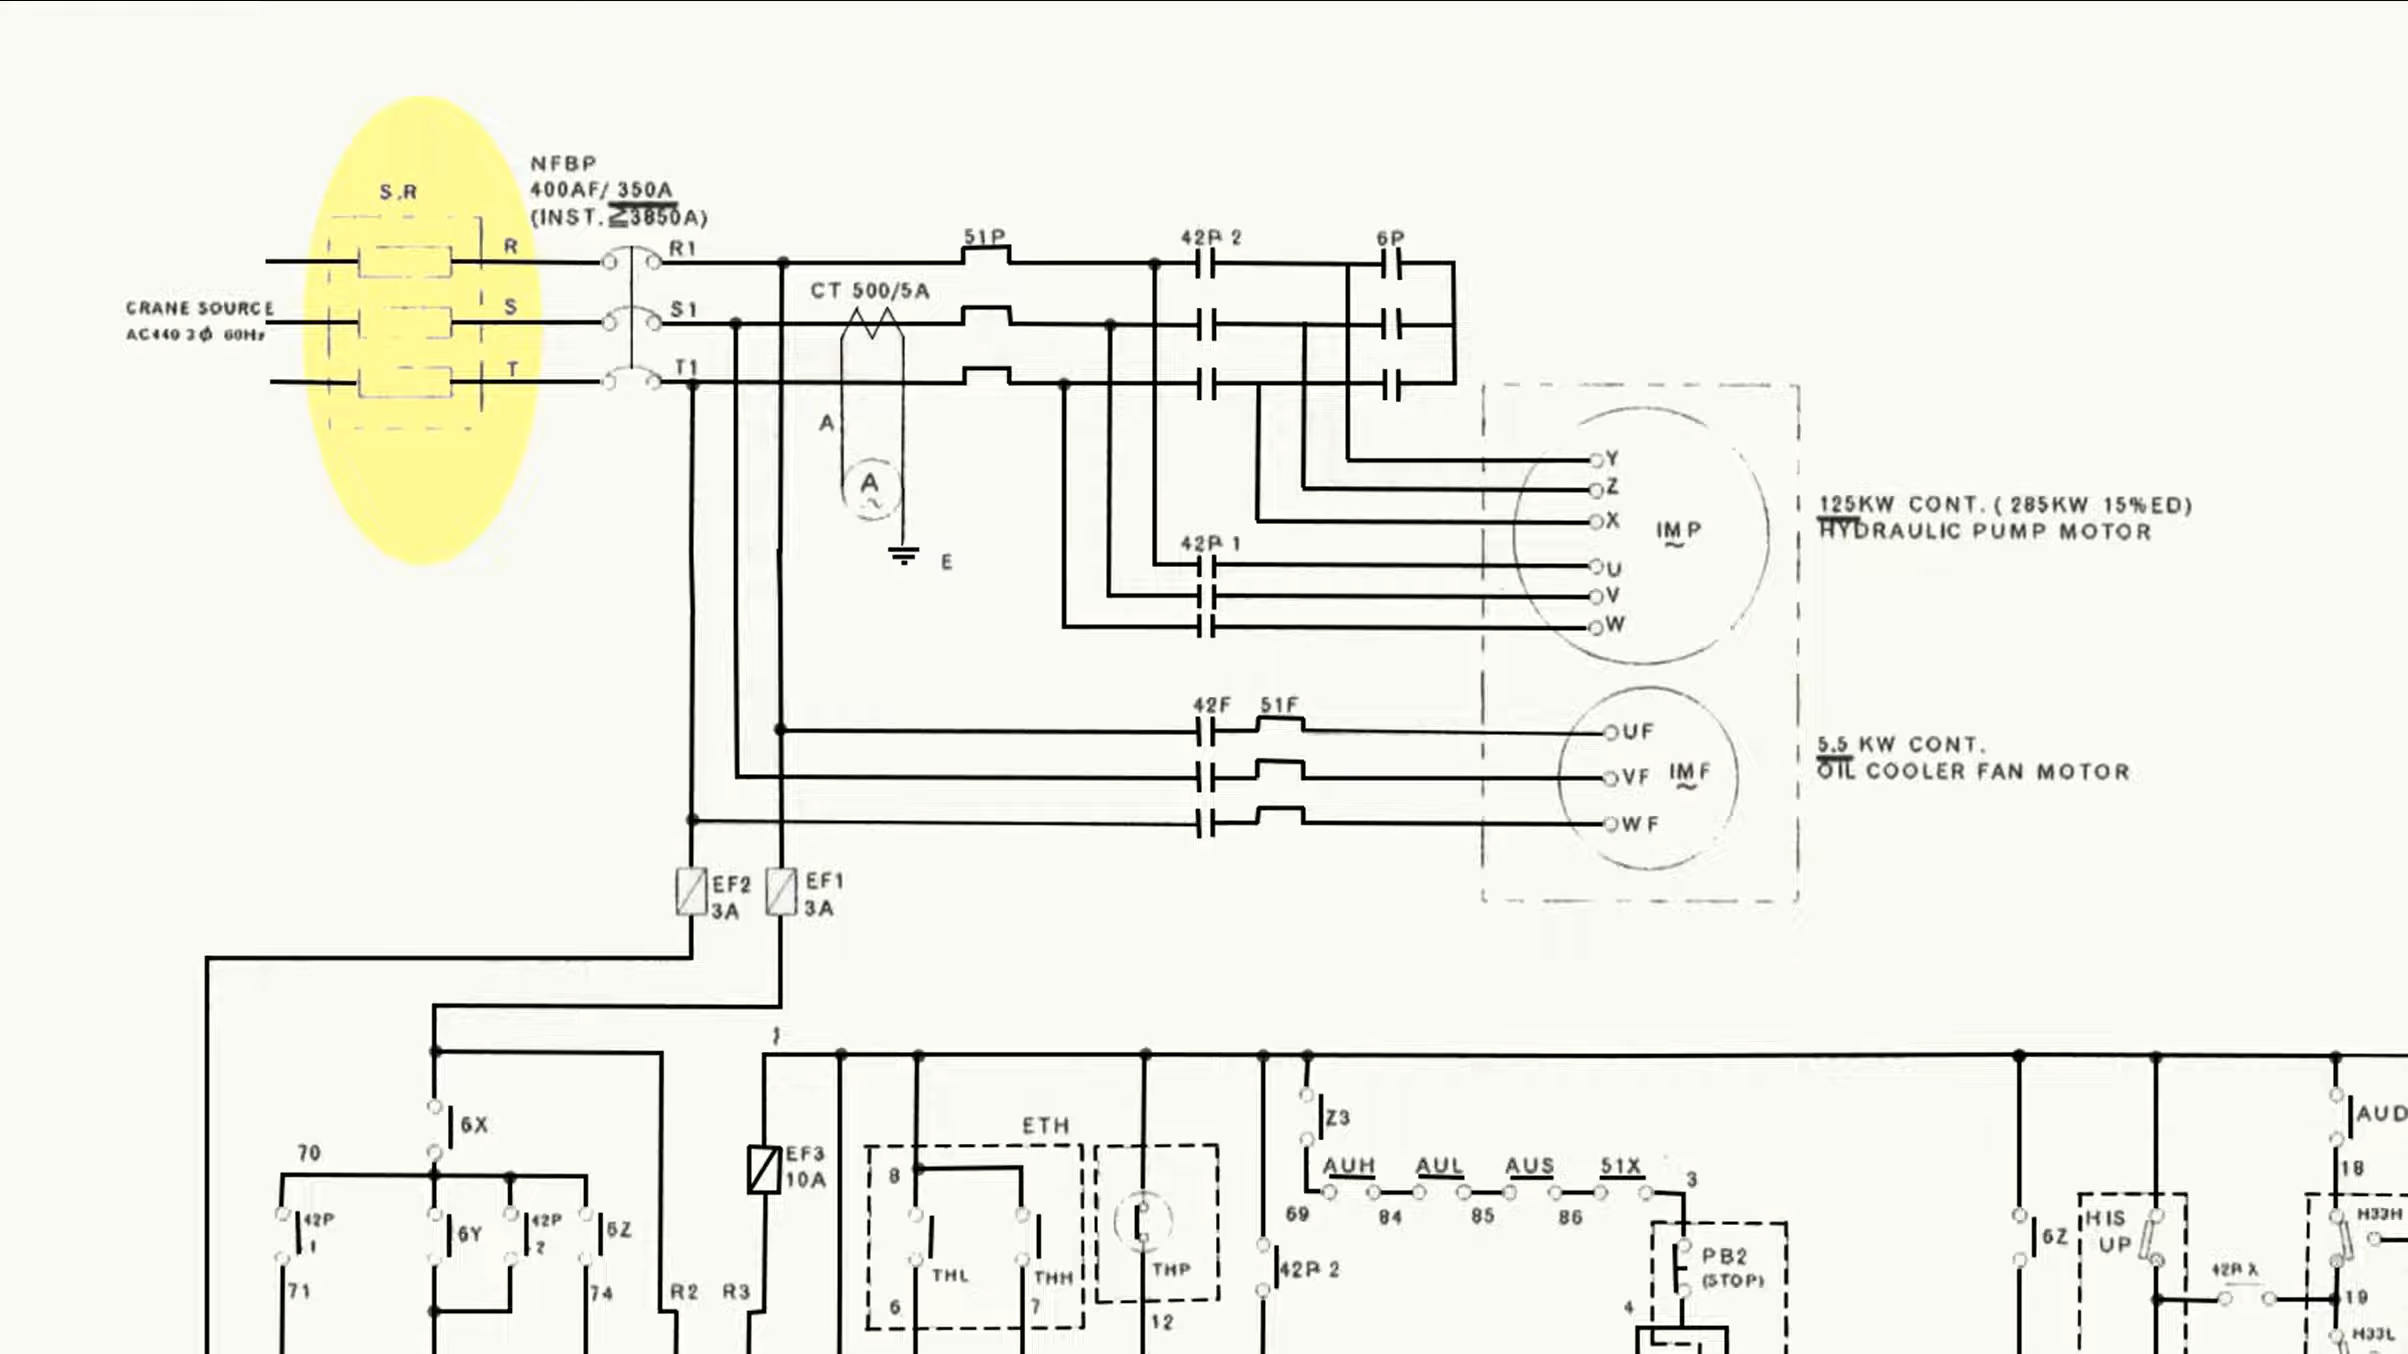 NFBP
S.R
400AF/ 350A
(INST.≧3850A)
R
R1
51P
42P 2
6P
CT 500/5A
CRANE SOURCE
S
S1
AC440 3ϕ 60Hz
T
T1
A
A
~
Y
Z
X
125KW CONT. ( 285KW 15%ED)
HYDRAULIC PUMP MOTOR
IMP
~
42P 1
E
U
V
W
42F
51F
UF
5.5 KW CONT.
OIL COOLER FAN MOTOR
VF
IMF
~
WF
EF2
3A
EF1
3A
1
6X
ETH
Z3
AUD
70
EF3
10A
8
AUH
AUL
AUS
51X
3
18
69
84
85
86
42P
1
6Y
42P
2
6Z
HIS
UP
6Z
H33H
PB2
(STOP)
THL
THH
THP
42P 2
42P X
71
74
R2
R3
6
7
12
4
19
H33L